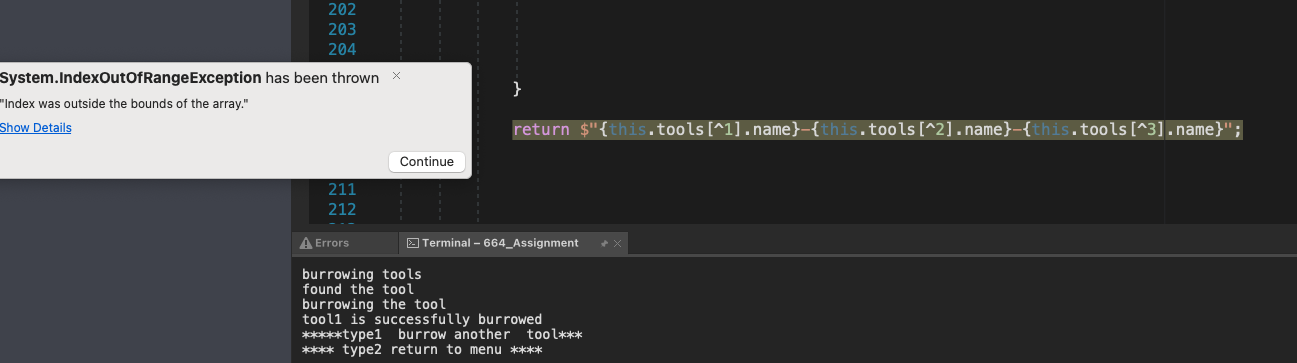 202
203
204
System.IndexOutOfRangeException has been thrown
}
"Index was outside the bounds of the array."
Show Details
return $"{this.tools[^1].name}-{this.tools[^2].name}-{this.tools[^3].name}";
Continue
211
212
Errors
Terminal – 664_Assignment
burrowing tools
found the tool
burrowing the tool
tool1 is successfully burrowed
*****type1  burrow another  tool***
**** type2 return to menu ****